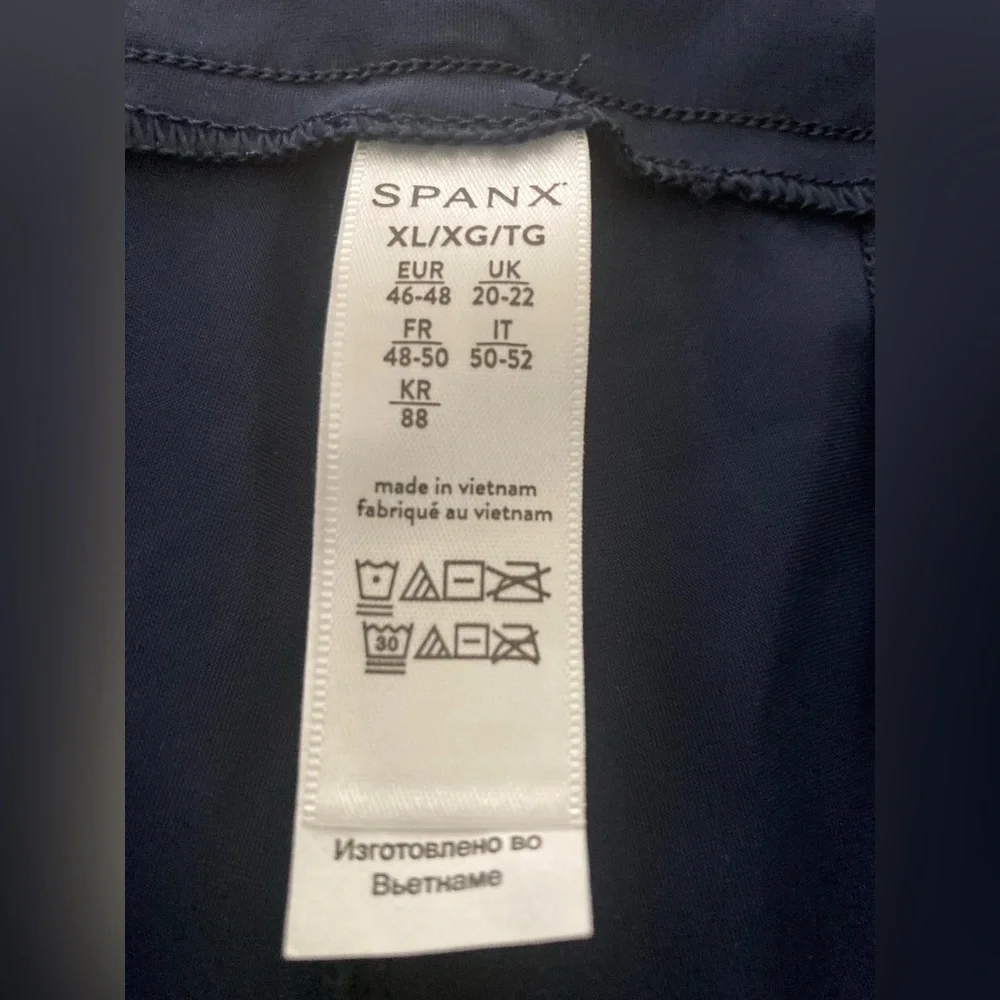 SPANX
XL/XG/TG
EUR UK
46-48 20-22
FR IT
48-50 50-52
KR
88
made in vietnam
fabriqué au vietnam
30
Изготовлено во
Вьетнаме